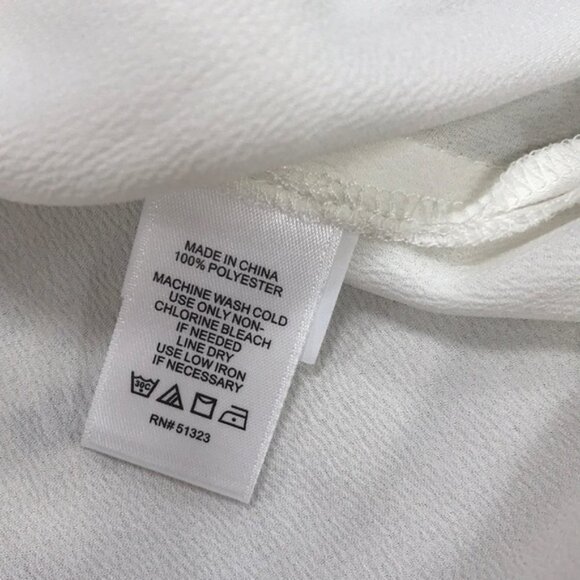 MADE IN CHINA
100% POLYESTER
MACHINE WASH COLD
USE ONLY NON-
CHLORINE BLEACH
IF NEEDED
LINE DRY
USE LOW IRON
IF NECESSARY
30C
RN# 51323